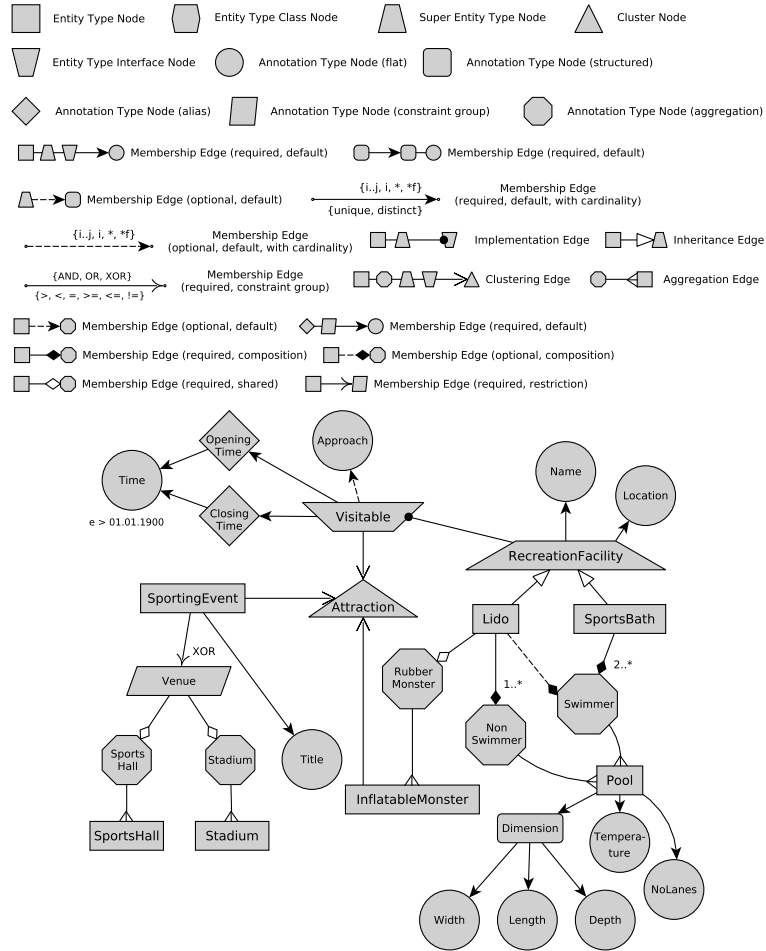 Entity Type Node
Entity Type Class Node
Super Entity Type Node
Cluster Node
Entity Type Interface Node
Annotation Type Node (flat)
Annotation Type Node (structured)
Annotation Type Node (alias)
Annotation Type Node (constraint group)
Annotation Type Node (aggregation)
Membership Edge (required, default)
Membership Edge (required, default)
Membership Edge (optional, default)
{i..j, i, *, *f}
{unique, distinct}
Membership Edge
(required, default, with cardinality)
{i..j, i, *, *f}
Membership Edge
(optional, default, with cardinality)
Implementation Edge
Inheritance Edge
{AND, OR, XOR}
{>, <, =, >=, <=, !=}
Membership Edge
(required, constraint group)
Clustering Edge
Aggregation Edge
Membership Edge (optional, default)
Membership Edge (required, default)
Membership Edge (required, composition)
Membership Edge (optional, composition)
Membership Edge (required, shared)
Membership Edge (required, restriction)
Opening
Time
Approach
Time
Name
Location
Closing
Time
Visitable
e > 01.01.1900
RecreationFacility
SportingEvent
Attraction
Lido
SportsBath
XOR
Venue
Rubber
Monster
1..*
2..*
Swimmer
Non
Swimmer
Sports
Hall
Stadium
Title
Pool
InflatableMonster
SportsHall
Stadium
Dimension
Tempera-
ture
NoLanes
Width
Length
Depth